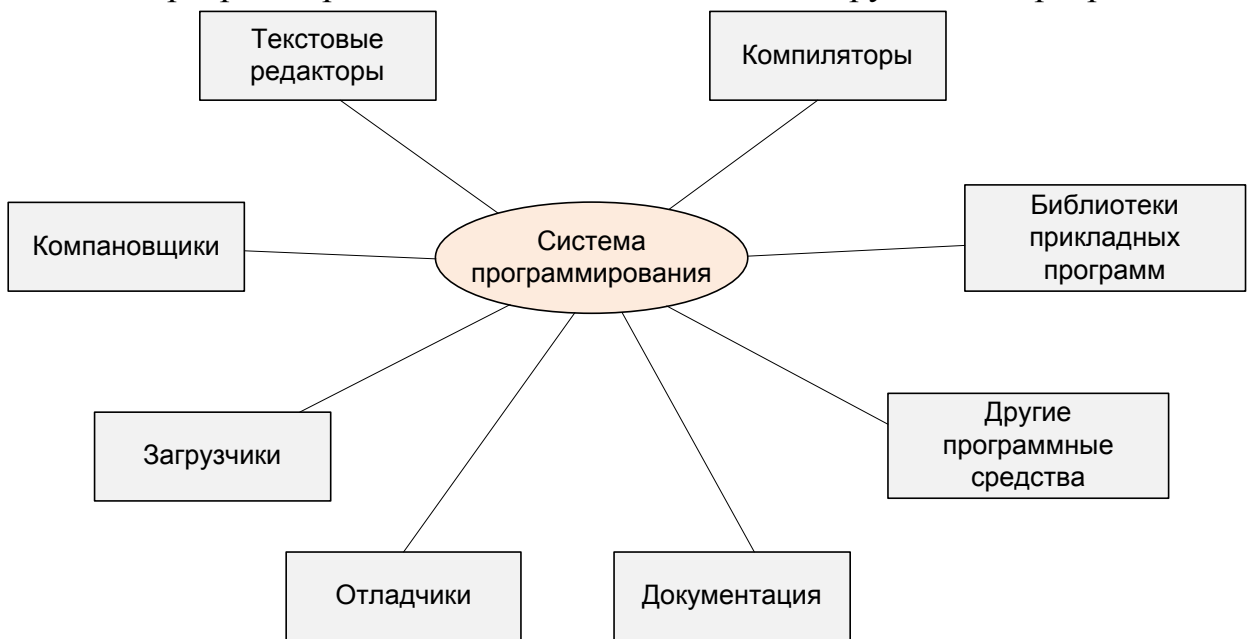 Текстовые
редакторы
Компиляторы
Компановщики
Система
программирования
Библиотеки
прикладных
программ
Загрузчики
Другие
программные
средства
Отладчики
Документация